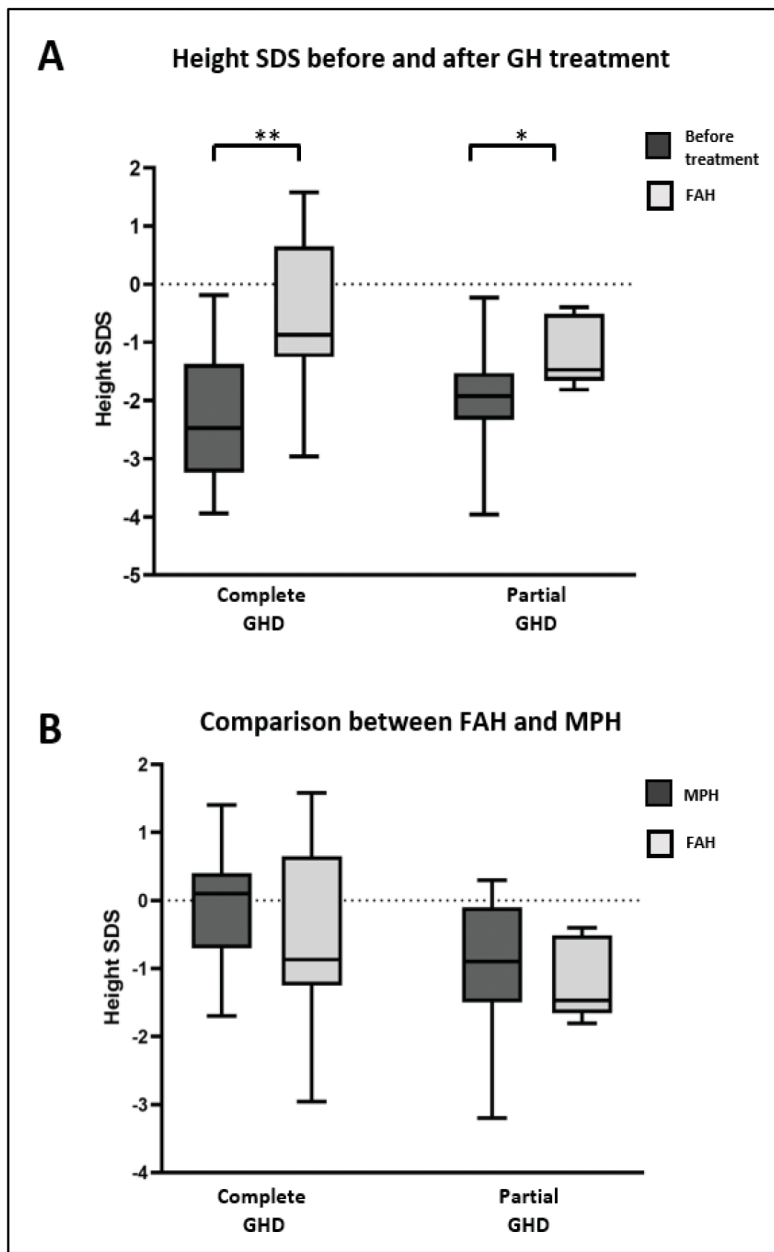 A
Height SDS before and after GH treatment
** *
Before
treatment
FAH
2
1
0
-1
-2
-3
-4
-5
Height SDS
Complete
GHD
Partial
GHD
B
Comparison between FAH and MPH
MPH
FAH
2
1
0
-1
-2
-3
-4
Height SDS
Complete
GHD
Partial
GHD